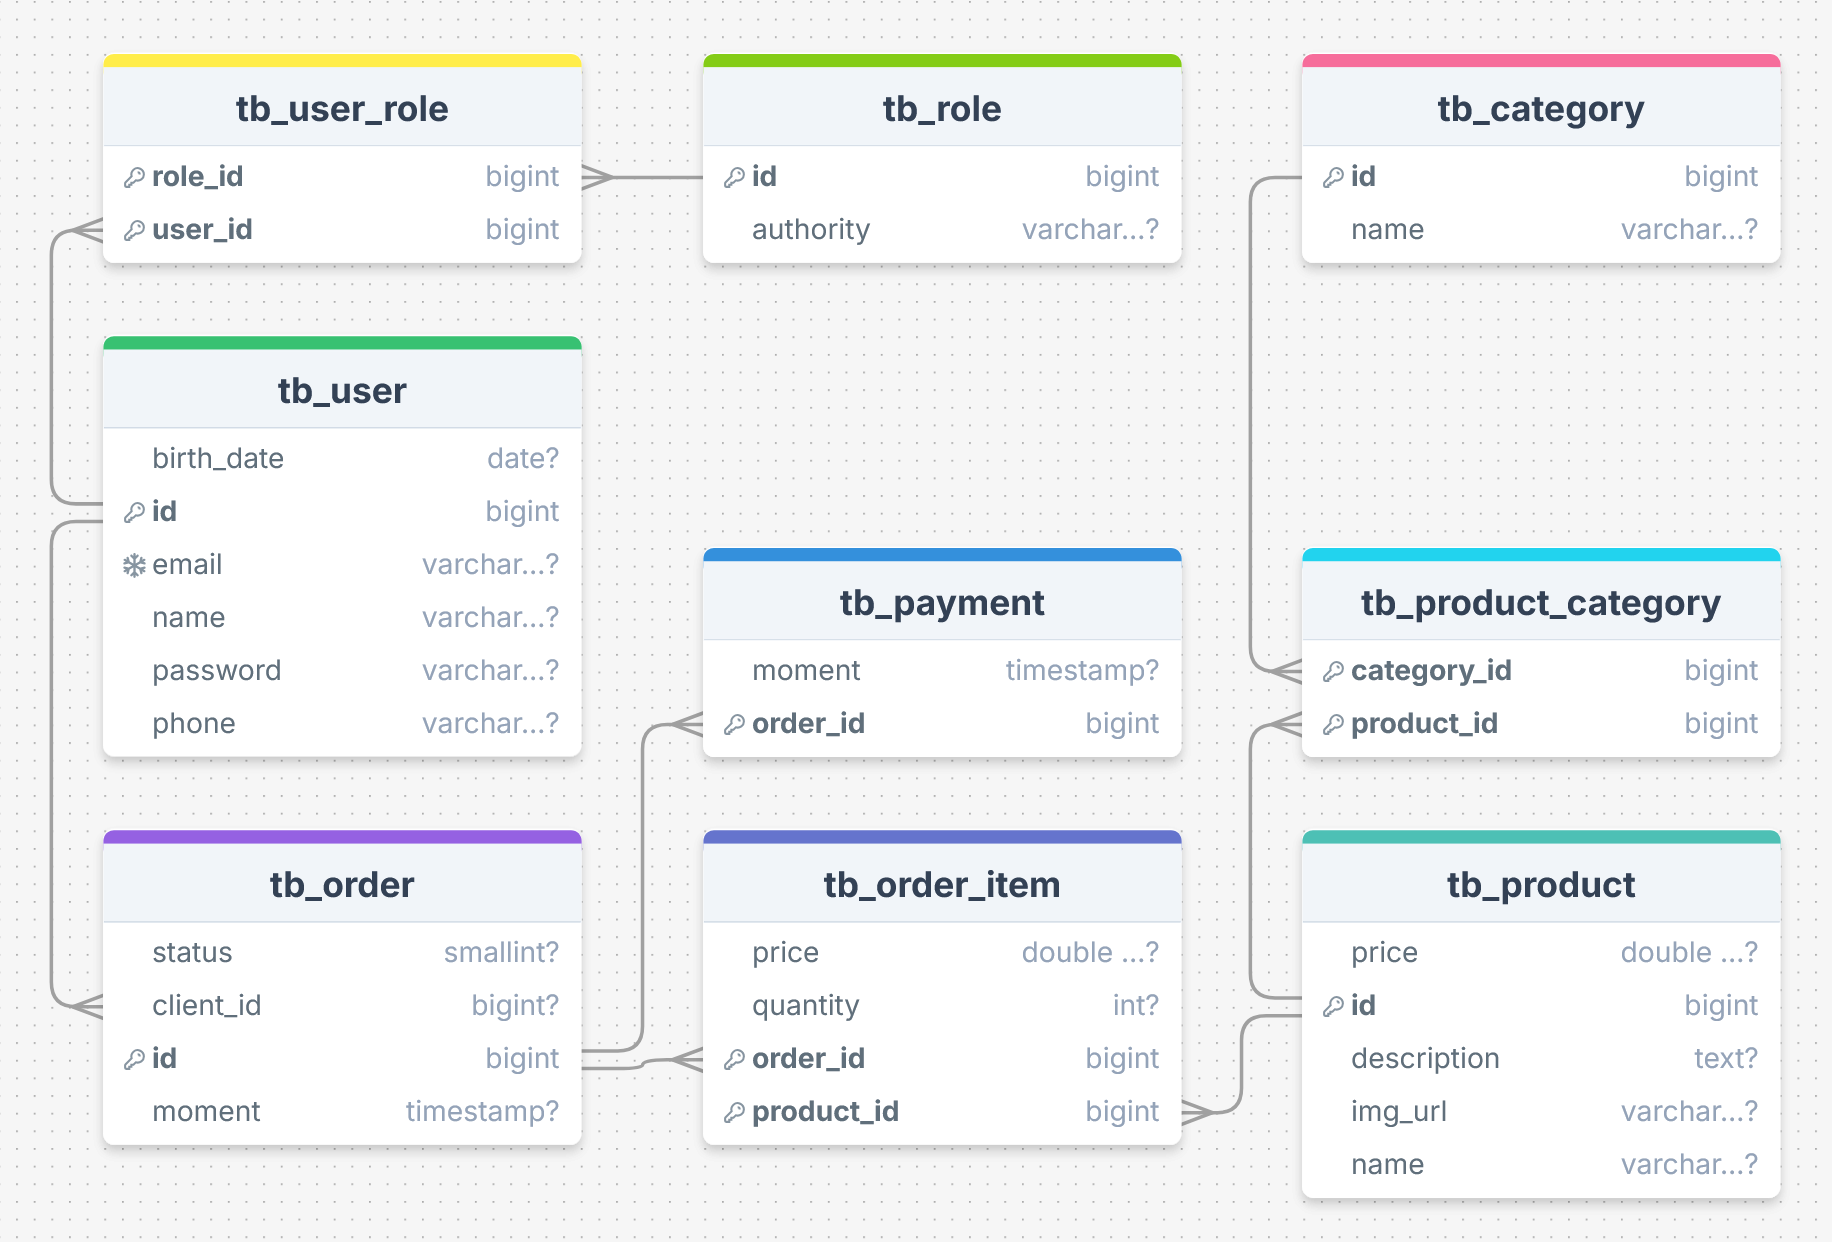 tb_user_role
role_id bigint
user_id bigint
tb_role
id bigint
authority varchar...?
tb_category
id bigint
name varchar...?
tb_user
birth_date date?
id bigint
email varchar...?
name varchar...?
password varchar...?
phone varchar...?
tb_payment
moment timestamp?
order_id bigint
tb_product_category
category_id bigint
product_id bigint
tb_order
status smallint?
client_id bigint?
id bigint
moment timestamp?
tb_order_item
price double ...?
quantity int?
order_id bigint
product_id bigint
tb_product
price double ...?
id bigint
description text?
img_url varchar...?
name varchar...?